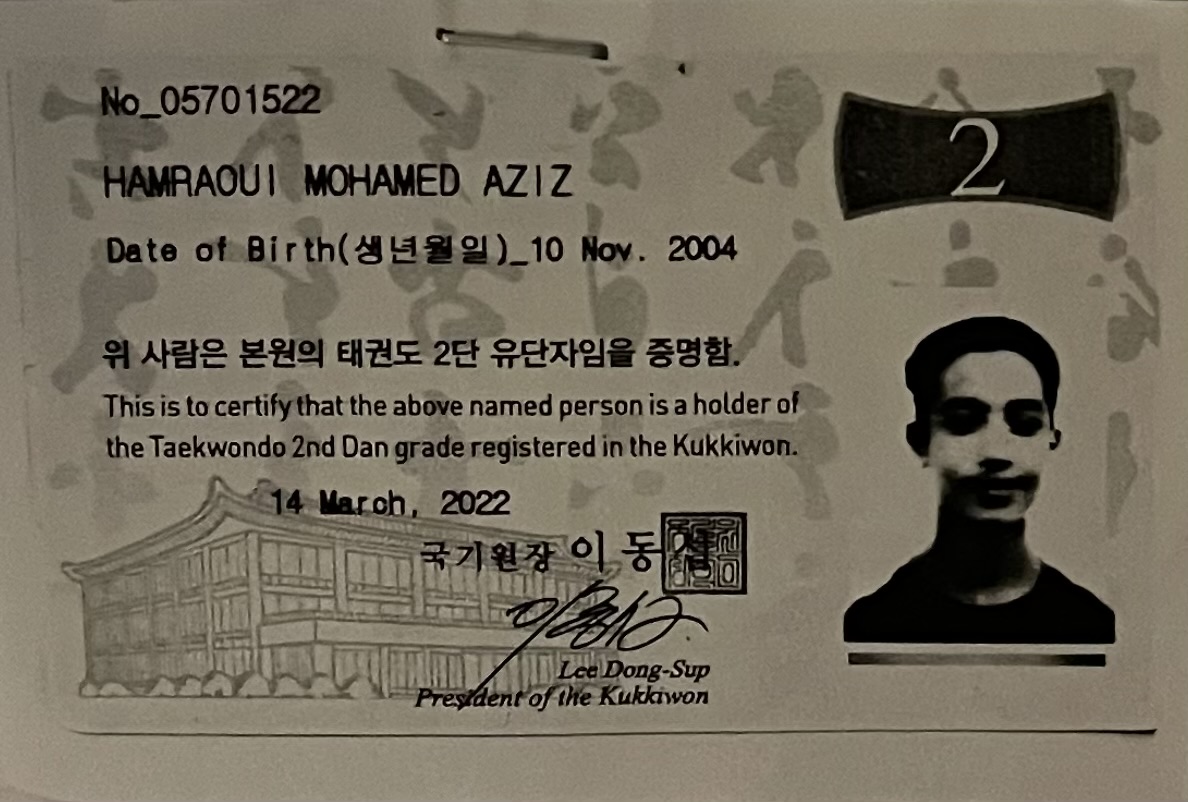 No_05701522
2
HAMRAOUI MOHAMED AZIZ
Date of Birth(생년월일)_10 Nov. 2004
위 사람은 본원의 태권도 2단 유단자임을 증명함.
This is to certify that the above named person is a holder of
the Taekwondo 2nd Dan grade registered in the Kukkiwon.
14 March, 2022
국기원장 이 동 섭
Lee Dong-Sup
President of the Kukkiwon